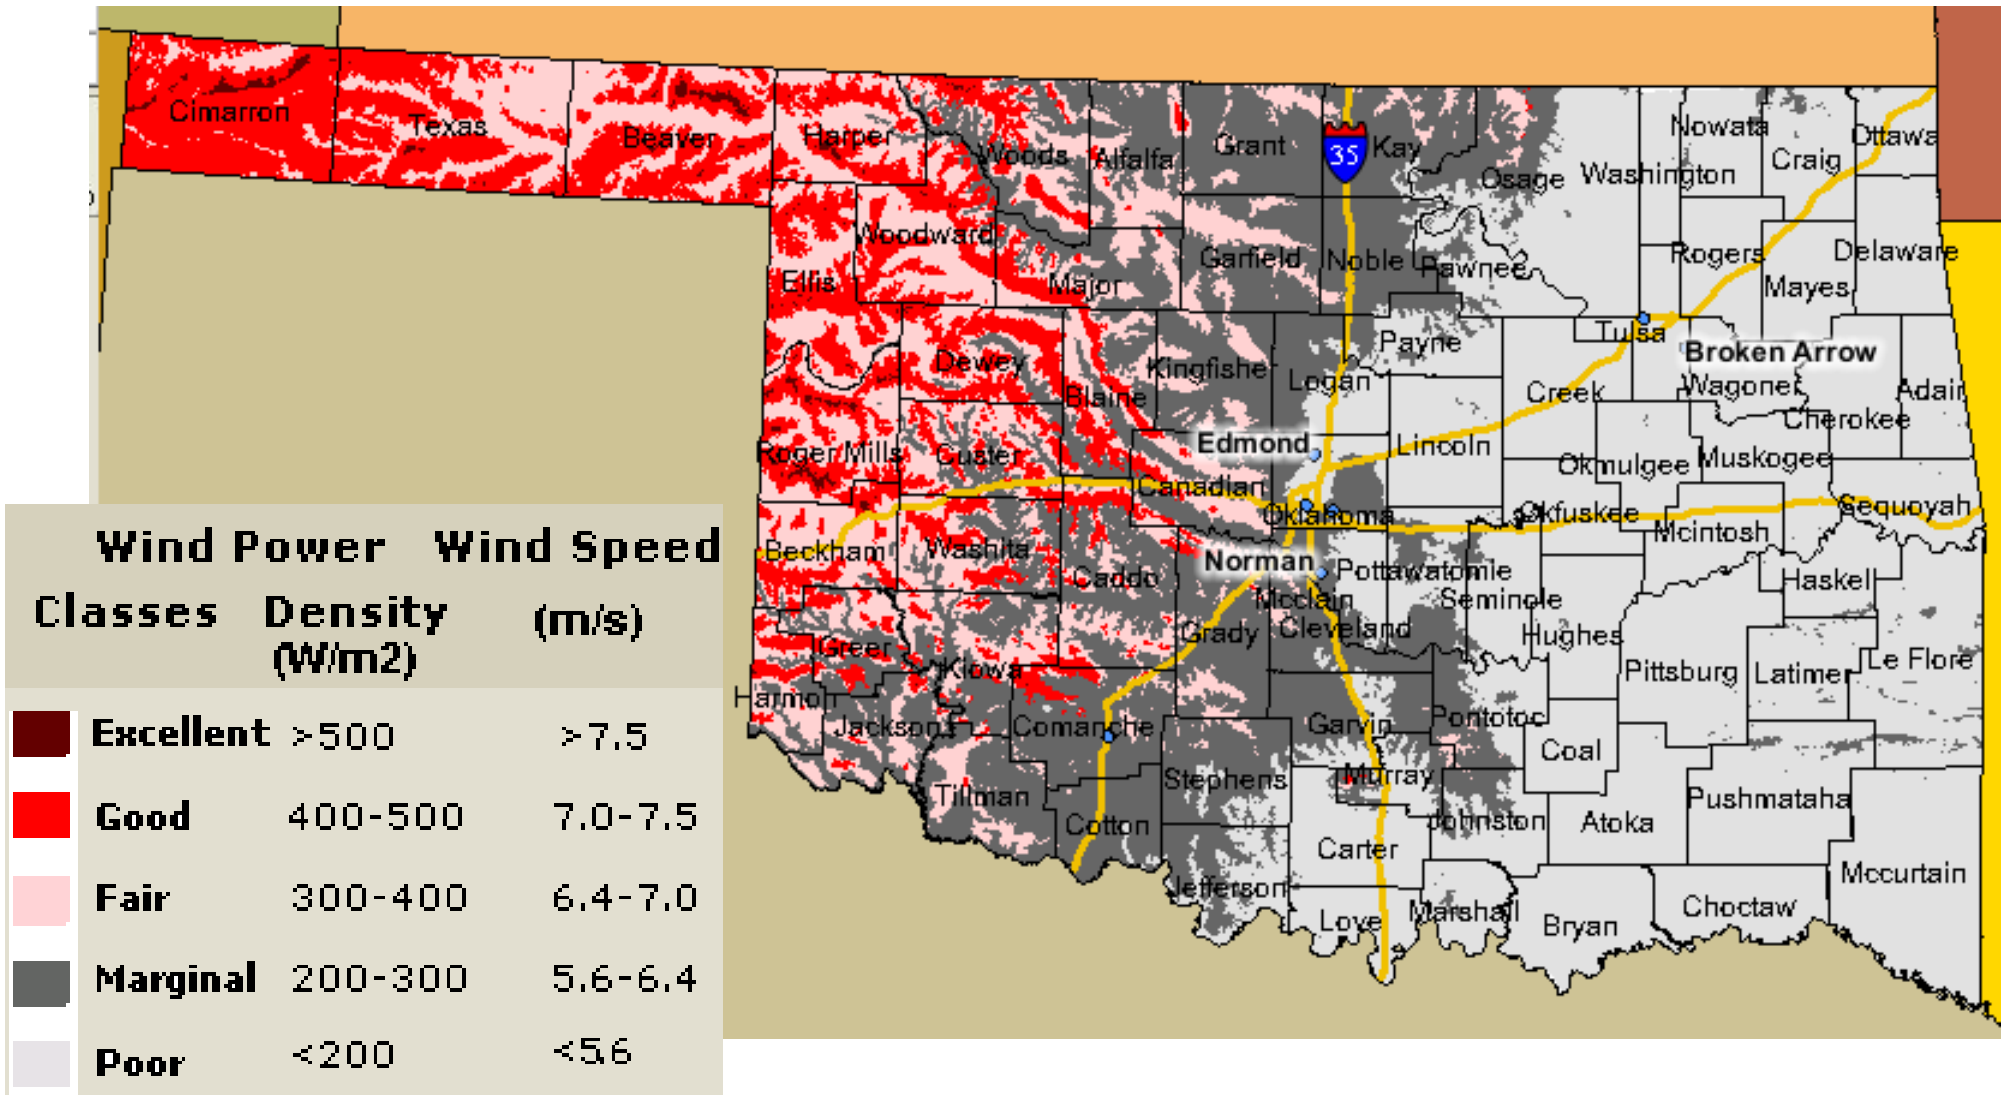 Cimarron
Texas
Beaver
Harper
Woods
Alfalfa
Grant
35
Kay
Osage
Washington
Nowata
Craig
Ottawa
Woodward
Ellis
Major
Garfield
Noble
Pawnee
Rogers
Mayes
Delaware
Dewey
Blaine
Kingfishe
Logan
Payne
Creek
Tulsa
Broken Arrow
Wagoner
Cherokee
Adair
Roger Mills
Custer
Canadian
Edmond
Oklahoma
Lincoln
Okmulgee
Muskogee
Okfuskee
Mcintosh
Sequoyah
Beckham
Washita
Caddo
Norman
Mcclain
Cleveland
Pottawatomie
Seminole
Hughes
Haskell
Pittsburg
Latimer
Le Flore
Greer
Kiowa
Grady
Harmon
Jackson
Comanche
Garvin
Pontotoc
Coal
Tillman
Stephens
Murray
Johnston
Atoka
Pushmataha
Cotton
Carter
Jefferson
Love
Marshall
Bryan
Choctaw
Mccurtain
Wind Power Wind Speed
Classes Density (m/s)
(W/m2)
Excellent >500 >7.5
Good 400-500 7.0-7.5
Fair 300-400 6.4-7.0
Marginal 200-300 5.6-6.4
Poor <200 <5.6